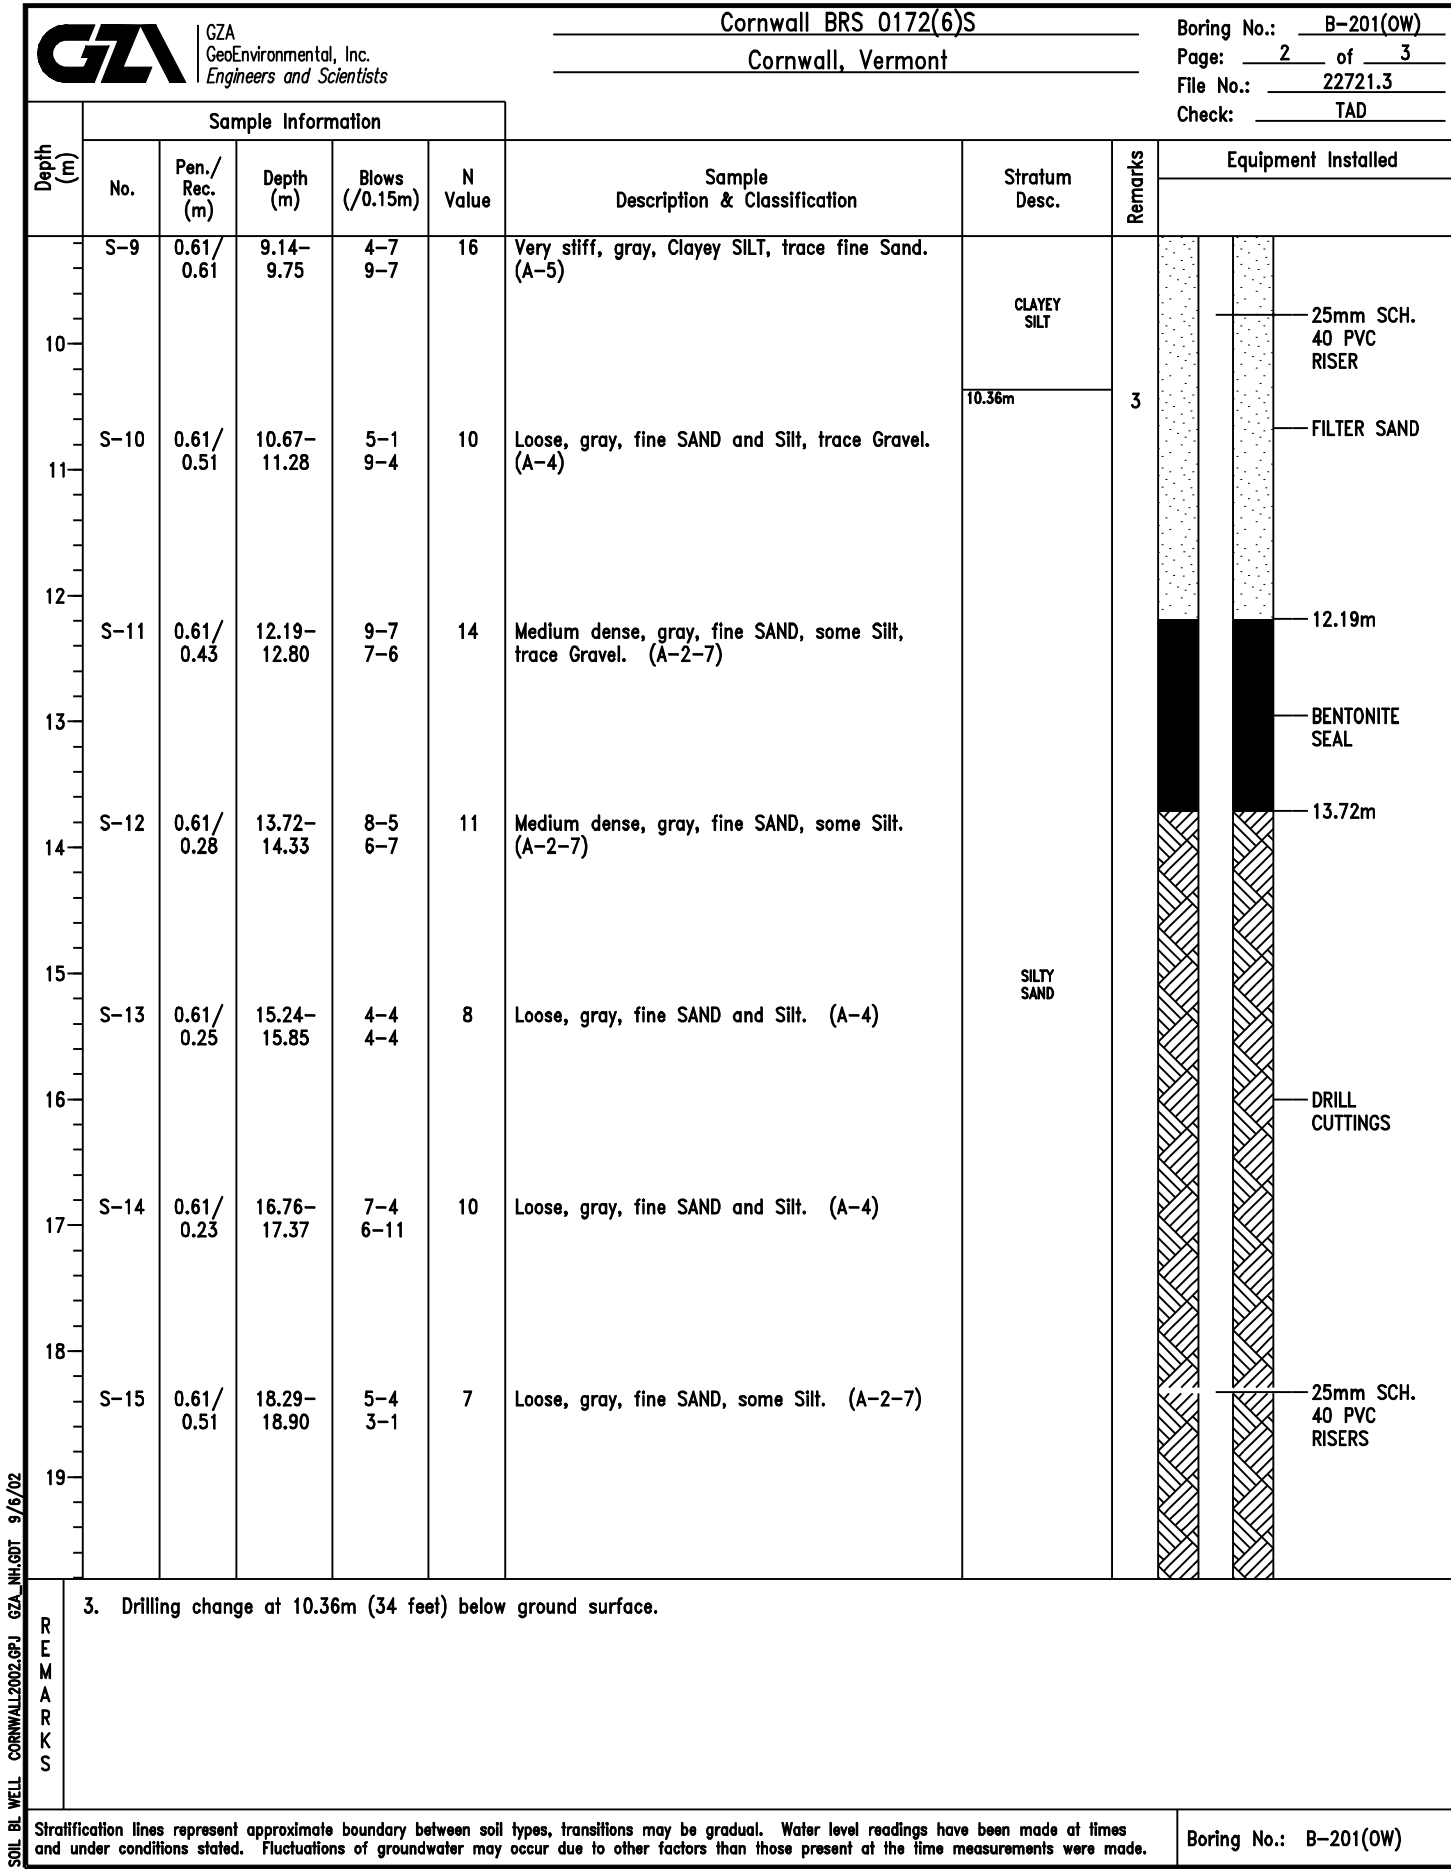 GZA
GZA
GeoEnvironmental, Inc.
Engineers and Scientists
Cornwall BRS 0172(6)S
Cornwall, Vermont
Boring No.: B-201(OW)
Page: 2 of 3
File No.: 22721.3
Check: TAD
Depth (m)
Sample Information
No.
Pen./ Rec. (m)
Depth (m)
Blows (/0.15m)
N Value
Sample Description & Classification
Stratum Desc.
Remarks
Equipment Installed
S-9 0.61/ 9.14- 4-7 16 Very stiff, gray, Clayey SILT, trace fine Sand.
0.61 9.75 9-7 (A-5)
CLAYEY
SILT
25mm SCH.
40 PVC
RISER
10
10.36m
3
FILTER SAND
S-10 0.61/ 10.67- 5-1 10 Loose, gray, fine SAND and Silt, trace Gravel.
0.51 11.28 9-4 (A-4)
11
12
12.19m
S-11 0.61/ 12.19- 9-7 14 Medium dense, gray, fine SAND, some Silt,
0.43 12.80 7-6 trace Gravel. (A-2-7)
13
BENTONITE
SEAL
13.72m
S-12 0.61/ 13.72- 8-5 11 Medium dense, gray, fine SAND, some Silt.
0.28 14.33 6-7 (A-2-7)
14
15
SILTY
SAND
S-13 0.61/ 15.24- 4-4 8 Loose, gray, fine SAND and Silt. (A-4)
0.25 15.85 4-4
16
DRILL
CUTTINGS
S-14 0.61/ 16.76- 7-4 10 Loose, gray, fine SAND and Silt. (A-4)
0.23 17.37 6-11
17
18
S-15 0.61/ 18.29- 5-4 7 Loose, gray, fine SAND, some Silt. (A-2-7)
0.51 18.90 3-1
25mm SCH.
40 PVC
RISERS
19
REMARKS
3. Drilling change at 10.36m (34 feet) below ground surface.
SOIL BL WELL CORNWALL2002.GPJ GZA_NH.GDT 9/6/02
Stratification lines represent approximate boundary between soil types, transitions may be gradual. Water level readings have been made at times
and under conditions stated. Fluctuations of groundwater may occur due to other factors than those present at the time measurements were made.
Boring No.: B-201(OW)